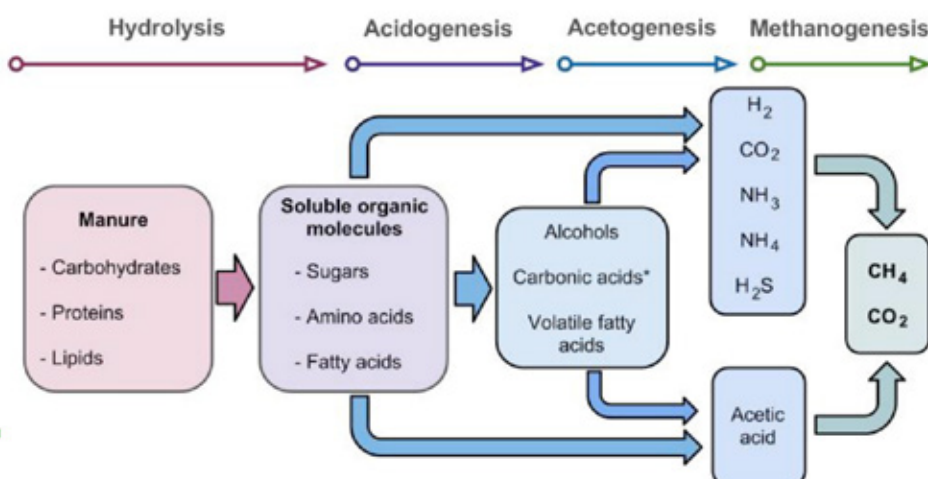 Hydrolysis
Acidogenesis
Acetogenesis
Methanogenesis
Manure
- Carbohydrates
- Proteins
- Lipids
Soluble organic
molecules
- Sugars
- Amino acids
- Fatty acids
Alcohols
Carbonic acids*
Volatile fatty
acids
H₂
CO₂
NH₃
NH₄
H₂S
Acetic
acid
CH₄
CO₂